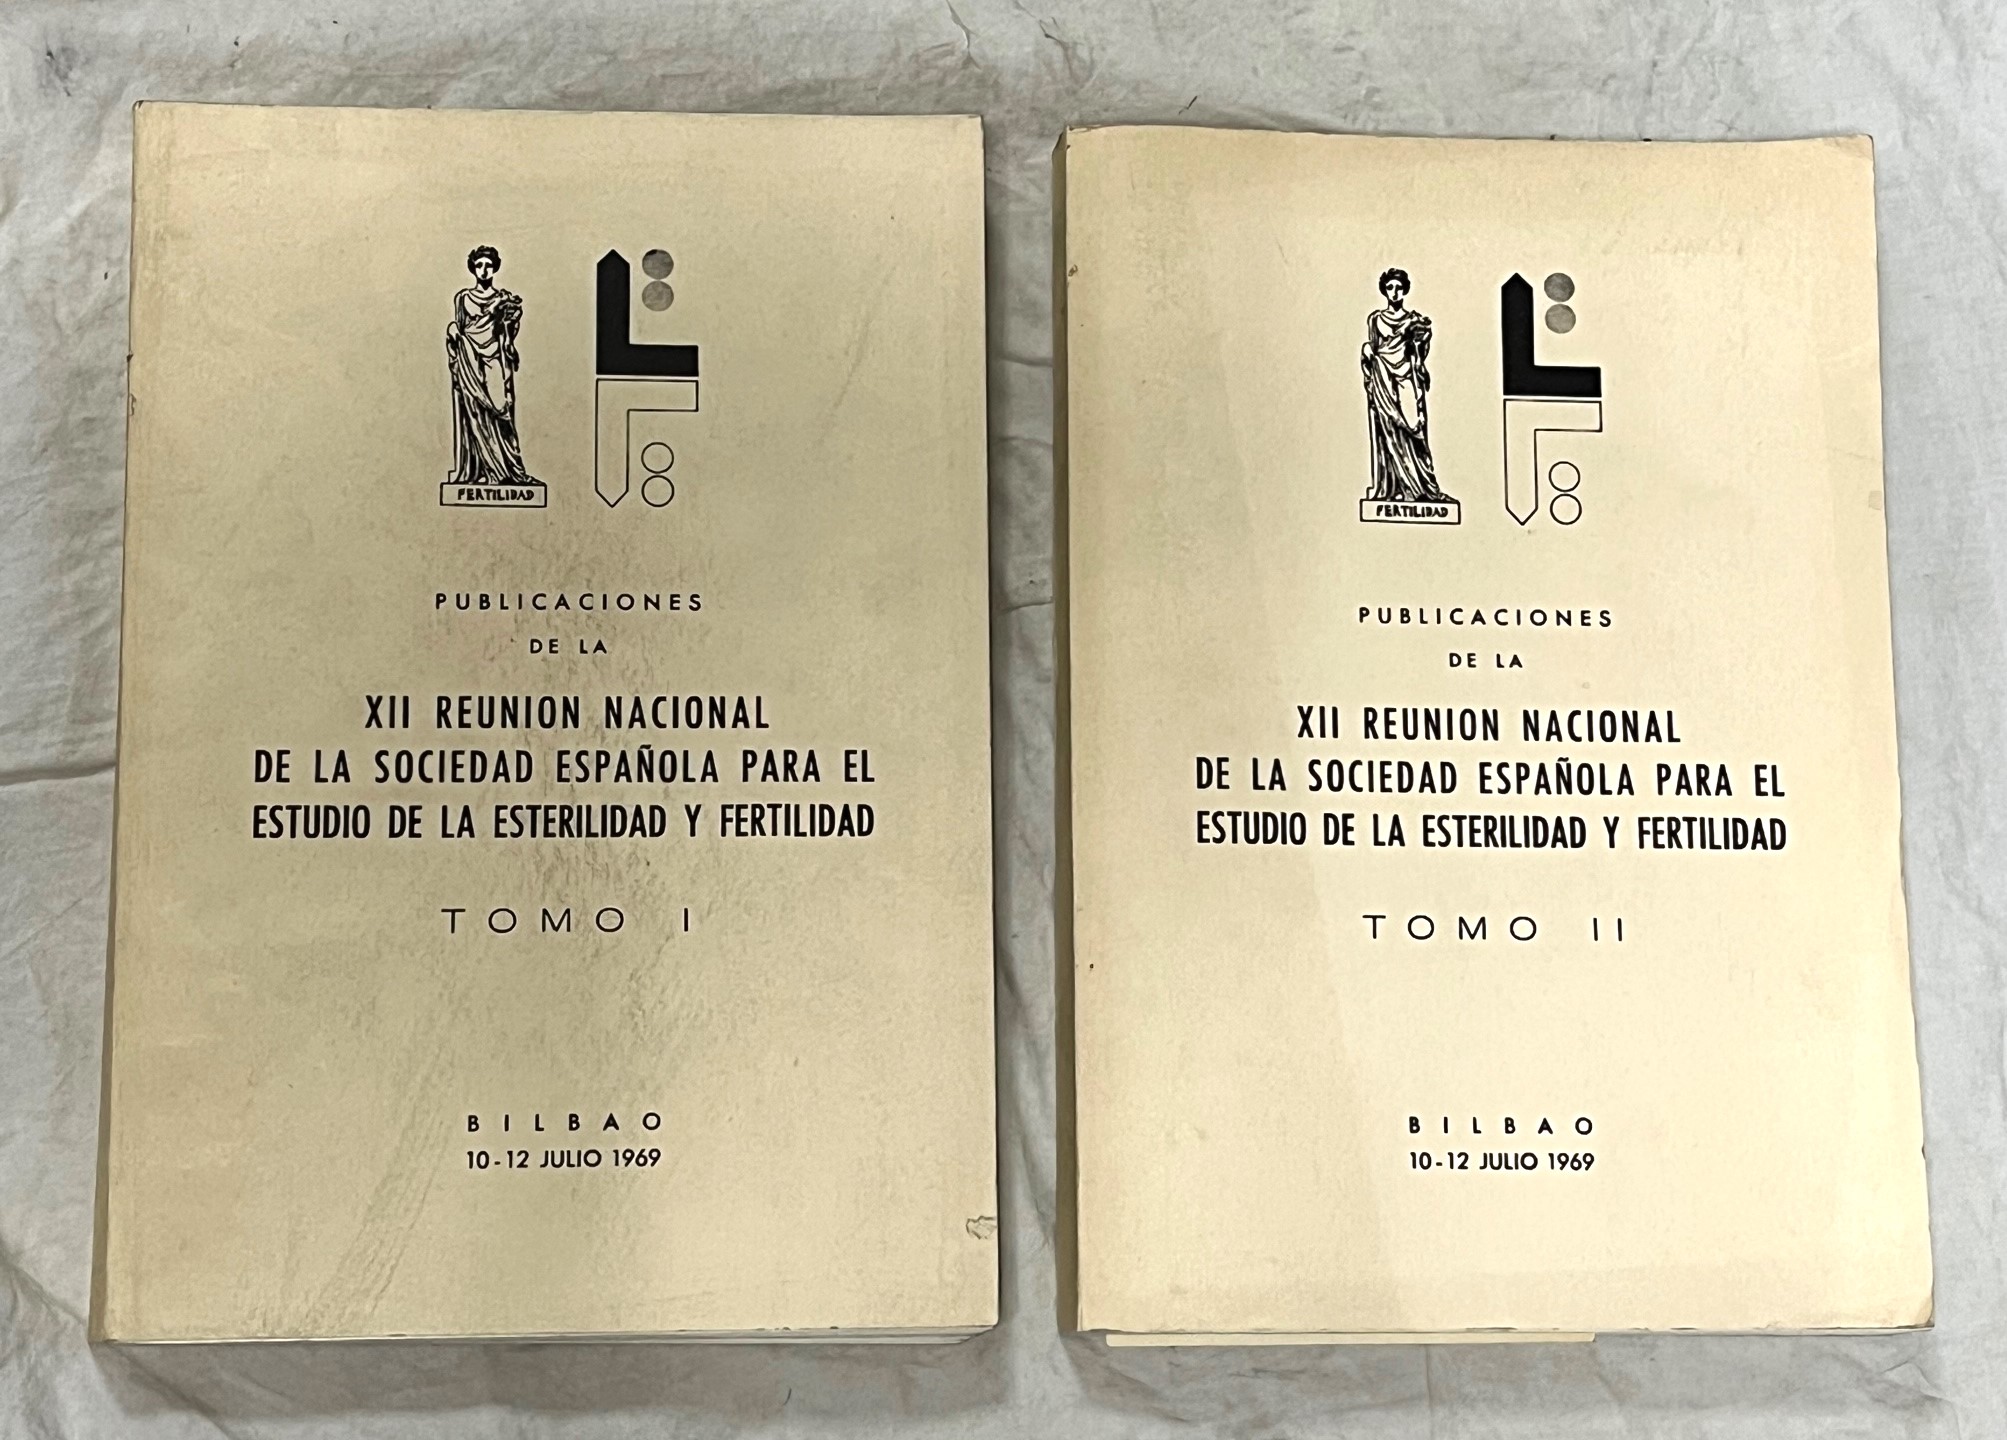 FERTILIDAD
PUBLICACIONES
DE LA
XII REUNION NACIONAL
DE LA SOCIEDAD ESPAÑOLA PARA EL
ESTUDIO DE LA ESTERILIDAD Y FERTILIDAD
TOMO I
BILBAO
10-12 JULIO 1969
FERTILIDAD
PUBLICACIONES
DE LA
XII REUNION NACIONAL
DE LA SOCIEDAD ESPAÑOLA PARA EL
ESTUDIO DE LA ESTERILIDAD Y FERTILIDAD
TOMO II
BILBAO
10-12 JULIO 1969